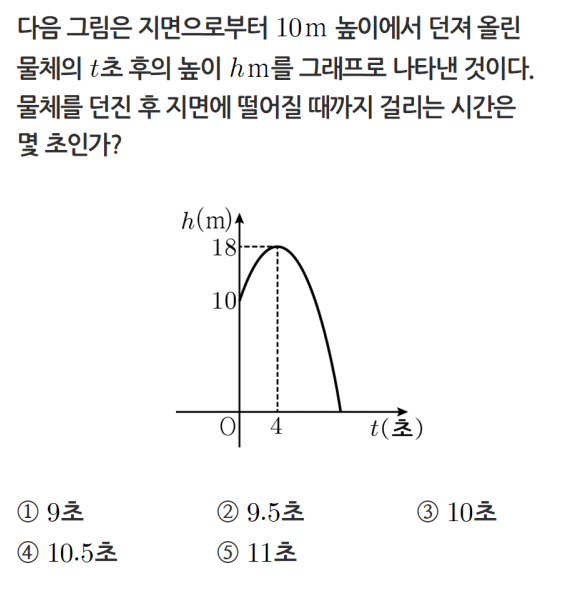 다음 그림은 지면으로부터 10m 높이에서 던져 올린
물체의 t초 후의 높이 hm를 그래프로 나타낸 것이다.
물체를 던진 후 지면에 떨어질 때까지 걸리는 시간은
몇 초인가?
h(m)
18
10
O 4 t(초)
① 9초 ② 9.5초 ③ 10초
④ 10.5초 ⑤ 11초